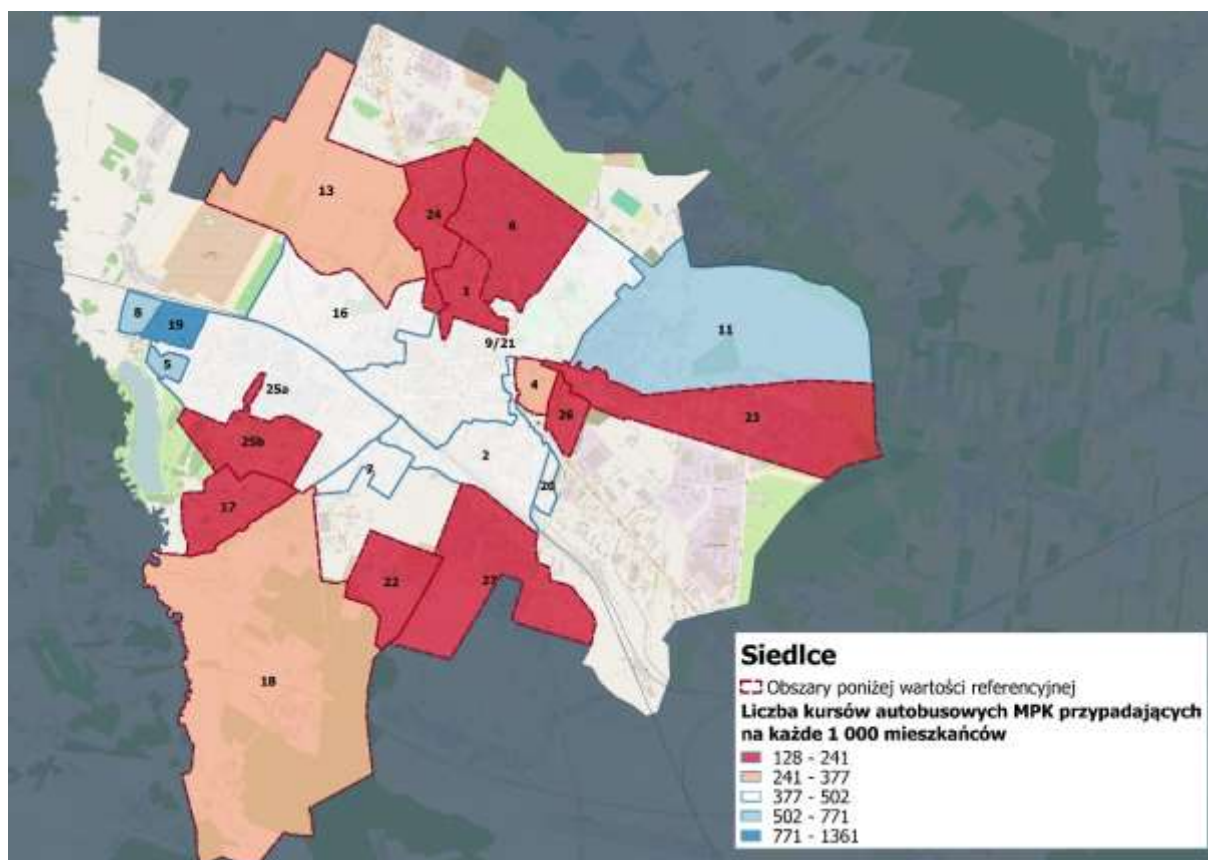 13
24
6
1
16
11
8
19
9/21
5
4
25a
26
23
25b
2
7
20
17
22
27
18
Siedlce
Obszary poniżej wartości referencyjnej
Liczba kursów autobusowych MPK przypadających
na każde 1 000 mieszkańców
128 - 241
241 - 377
377 - 502
502 - 771
771 - 1361